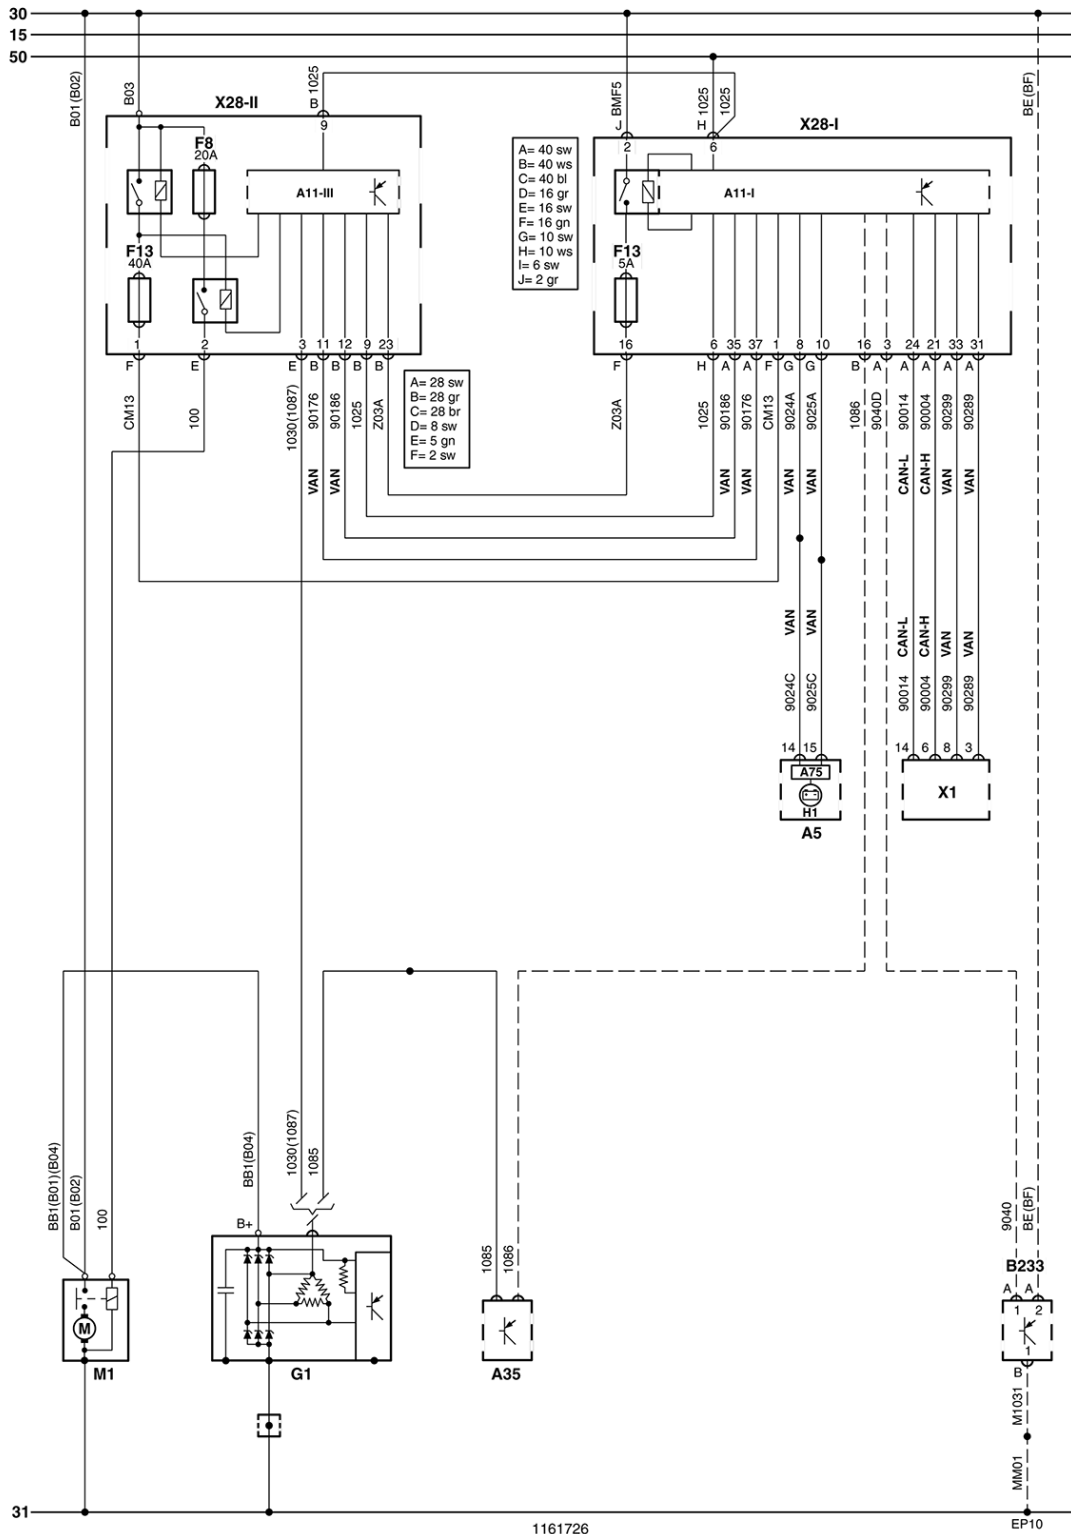 30
15
50
B01(B02)
B03
1025
BMF5
1025
1025
BE(BF)
X28-II
B
9
J
2
H
6
X28-I
F8
20A
A11-III
A11-I
F13
40A
F13
5A
A= 40 sw
B= 40 ws
C= 40 bl
D= 16 gr
E= 16 sw
F= 16 gn
G= 10 sw
H= 10 ws
I= 6 sw
J= 2 gr
1 2 3 11 12 9 23
F E E B B B B
16 6 35 37 1 8 10 16 3 24 21 33 31
F H A A F G G B A A A A A
A= 28 sw
B= 28 gr
C= 28 br
D= 8 sw
E= 5 gn
F= 2 sw
CM13
100
1030(1087)
90176
90186
1025
Z03A
Z03A
1025
90186
90176
CM13
9024A
9025A
1086
9040D
90014
90004
90299
90289
VAN
VAN
VAN
VAN
VAN
VAN
CAN-L
CAN-H
VAN
VAN
VAN
VAN
CAN-L
CAN-H
VAN
VAN
9024C
9025C
90014
90004
90299
90289
14 15
14 6 8 3
A75
H1
A5
X1
BB1(B01)(B04)
B01(B02)
100
BB1(B04)
1030(1087)
1085
B+
1085
1086
9040
BE(BF)
B233
A A
1 2
1
B
M
M1
G1
A35
M1031
MM01
31
EP10
1161726